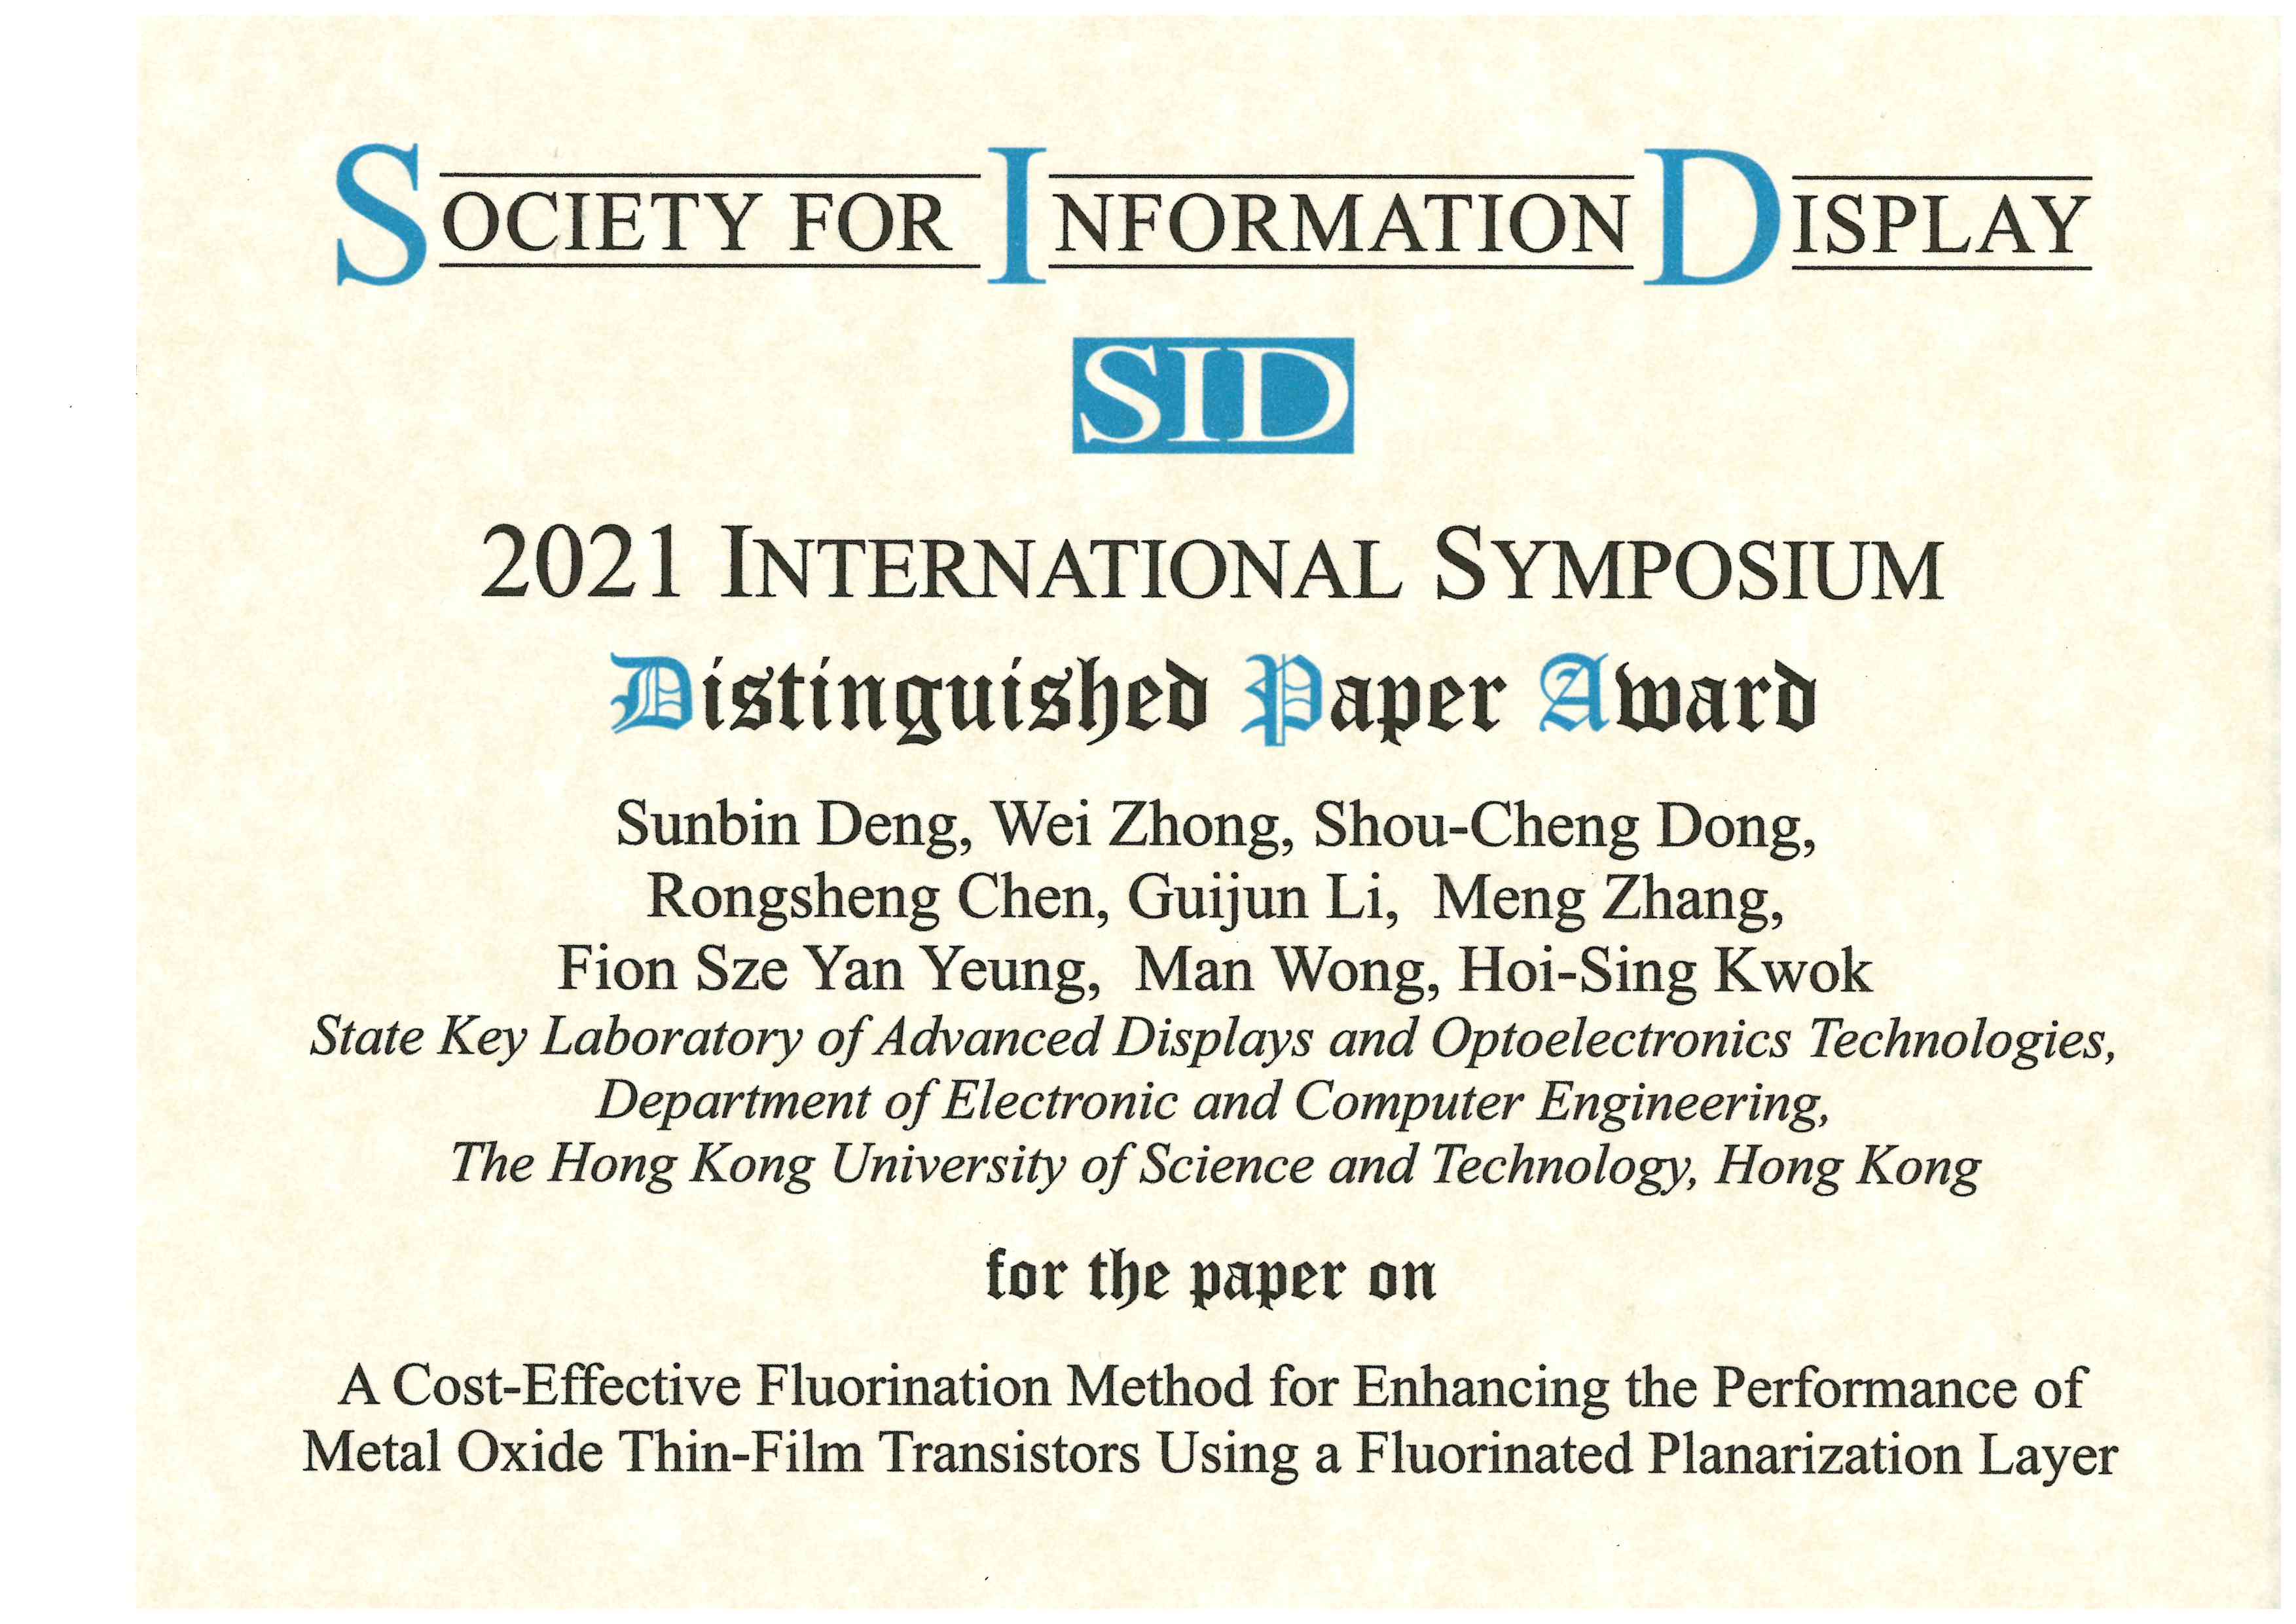 SOCIETY FOR INFORMATION DISPLAY
SID
2021 INTERNATIONAL SYMPOSIUM
Distinguished Paper Award
Sunbin Deng, Wei Zhong, Shou-Cheng Dong,
Rongsheng Chen, Guijun Li, Meng Zhang,
Fion Sze Yan Yeung, Man Wong, Hoi-Sing Kwok
State Key Laboratory of Advanced Displays and Optoelectronics Technologies,
Department of Electronic and Computer Engineering,
The Hong Kong University of Science and Technology, Hong Kong
for the paper on
A Cost-Effective Fluorination Method for Enhancing the Performance of
Metal Oxide Thin-Film Transistors Using a Fluorinated Planarization Layer